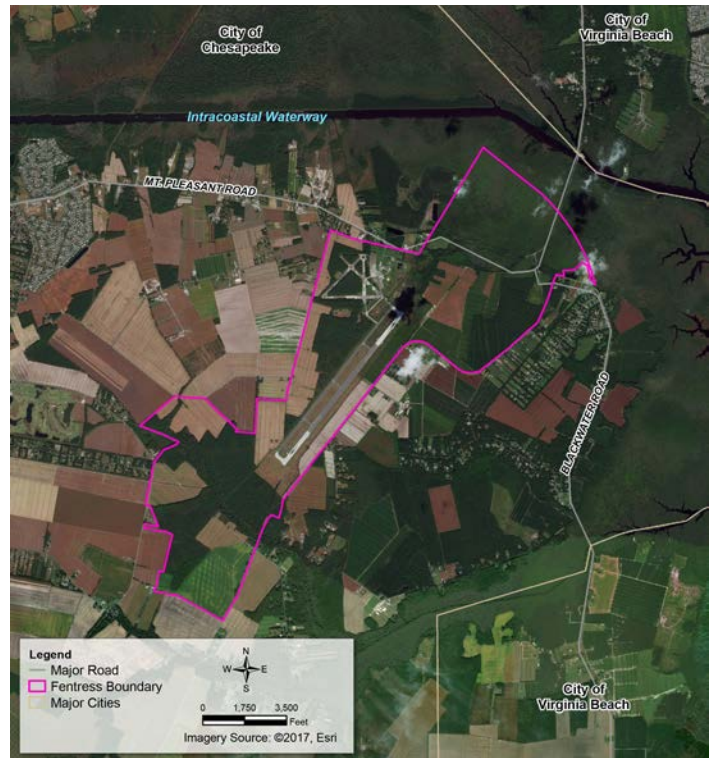 City of
Chesapeake
City of
Virginia Beach
Intracoastal Waterway
MT. PLEASANT ROAD
BLACKWATER ROAD
Legend
Major Road
Fentress Boundary
Major Cities
N
W E
S
0 1,750 3,500
Feet
Imagery Source: ©2017, Esri
City of
Virginia Beach